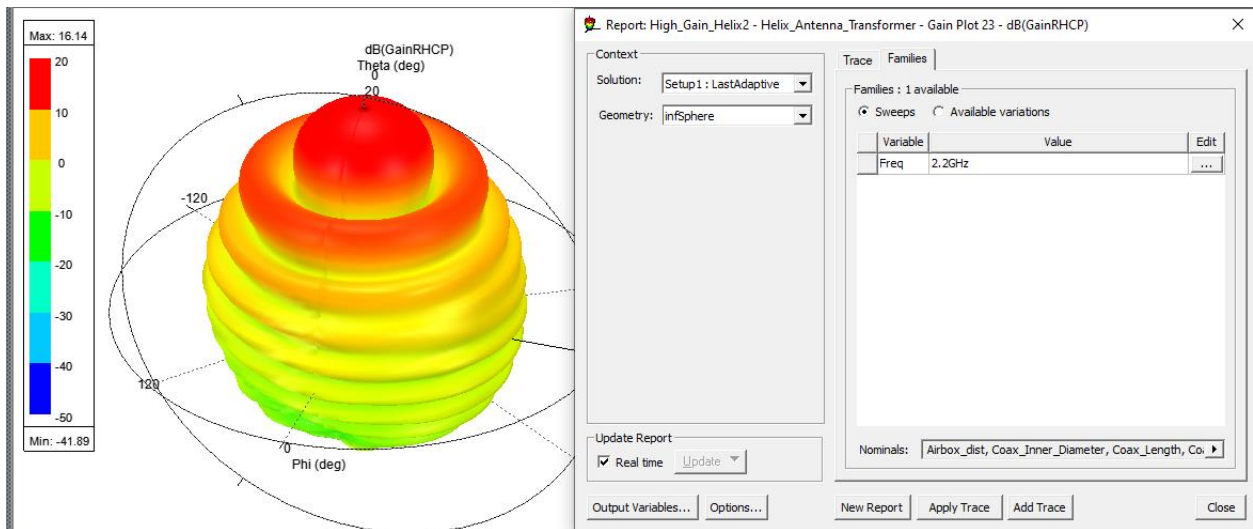 Max: 16.14
20
10
0
-10
-20
-30
-40
-50
Min: -41.89
dB(GainRHCP)
Theta (deg)
0
20
-120
120
0
Phi (deg)
Report: High_Gain_Helix2 - Helix_Antenna_Transformer - Gain Plot 23 - dB(GainRHCP)
Context
Solution: Setup1 : LastAdaptive
Geometry: infSphere
Update Report
Real time Update
Output Variables... Options...
Trace Families
Families : 1 available
Sweeps Available variations
Variable Value Edit
Freq 2.2GHz ...
Nominals: Airbox_dist, Coax_Inner_Diameter, Coax_Length, Co
New Report Apply Trace Add Trace Close